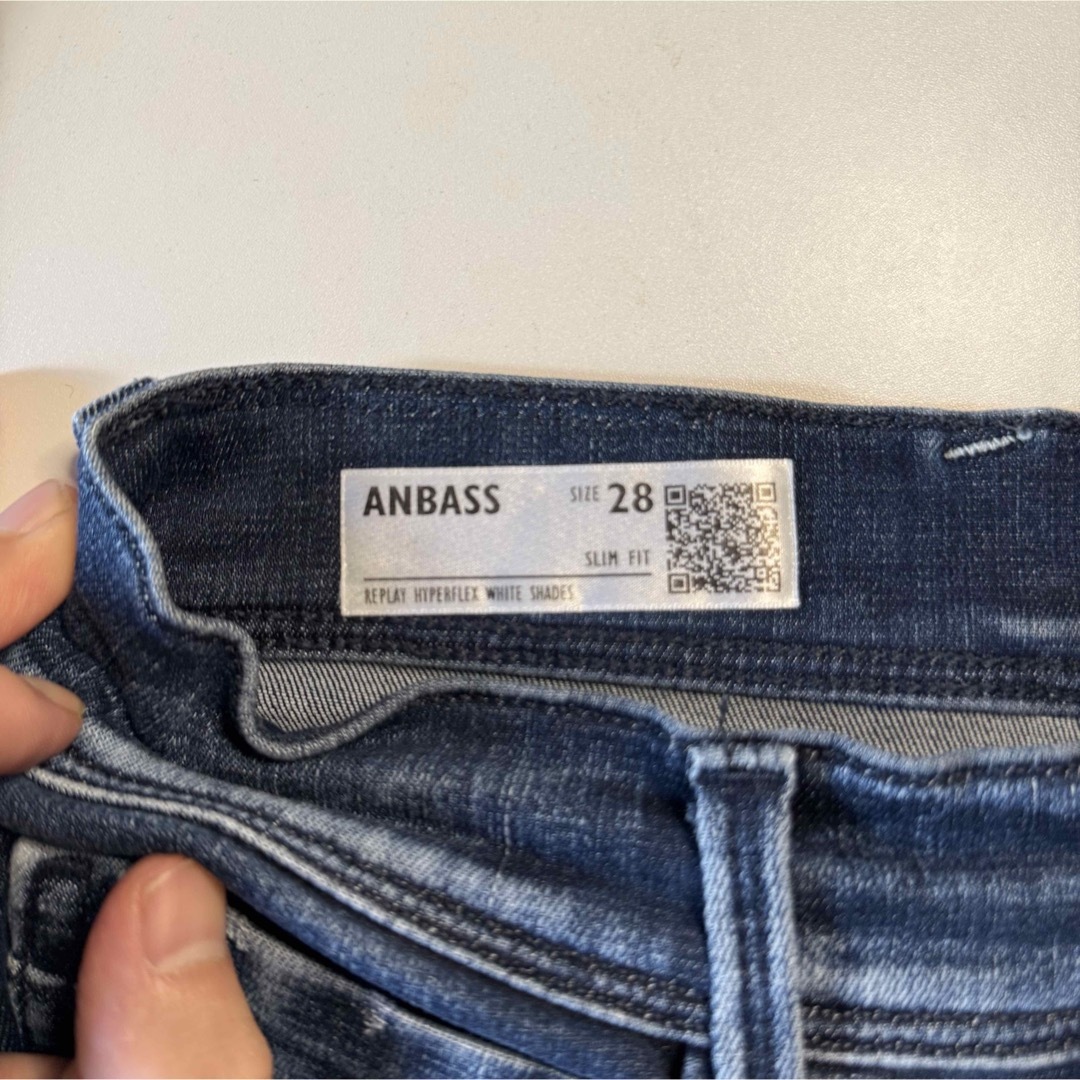 ANBASS SIZE 28
SLIM FIT
REPLAY HYPERFLEX WHITE SHADES